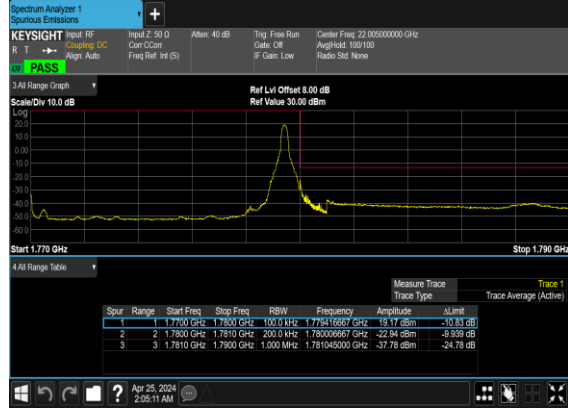 Spectrum Analyzer 1
Spurious Emissions
KEYSIGHT Input: RF Input Z: 50 Ω Atten: 40 dB Trig: Free Run Center Freq: 22.005000000 GHz
R T Coupling: DC Corr CCorr Gate: Off Avg|Hold: 100/100
Align: Auto Freq Ref: Int (S) IF Gain: Low Radio Std: None
PASS
3 All Range Graph
Ref Lvl Offset 8.00 dB
Scale/Div 10.0 dB Ref Value 30.00 dBm
Log
20.0
10.0
0.00
-10.0
-20.0
-30.0
-40.0
-50.0
-60.0
Start 1.770 GHz Stop 1.790 GHz
4 All Range Table
Measure Trace Trace 1
Trace Type Trace Average (Active)
Spur Range Start Freq Stop Freq RBW Frequency Amplitude ΔLimit
1 1 1.7700 GHz 1.7800 GHz 100.0 kHz 1.779416667 GHz 19.17 dBm -10.83 dB
2 2 1.7800 GHz 1.7810 GHz 200.0 kHz 1.780006667 GHz -22.94 dBm -9.939 dB
3 3 1.7810 GHz 1.7900 GHz 1.000 MHz 1.781045000 GHz -37.78 dBm -24.78 dB
Apr 25, 2024
2:05:11 AM